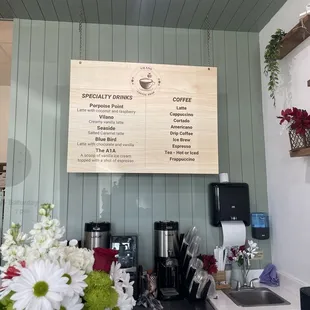 SPECIALTY DRINKS
Porpoise Point
Latte with coconut and raspberry
Vilano
Creamy vanilla latte
Seaside
Salted Caramel latte
Blue Bird
Latte with chocolate and vanilla
The A1A
A scoop of vanilla ice cream
topped with a shot of espresso
COFFEE
Latte
Cappuccino
Cortado
Americano
Drip Coffee
Ice Brew
Espresso
Tea - Hot or Iced
Frappuccino